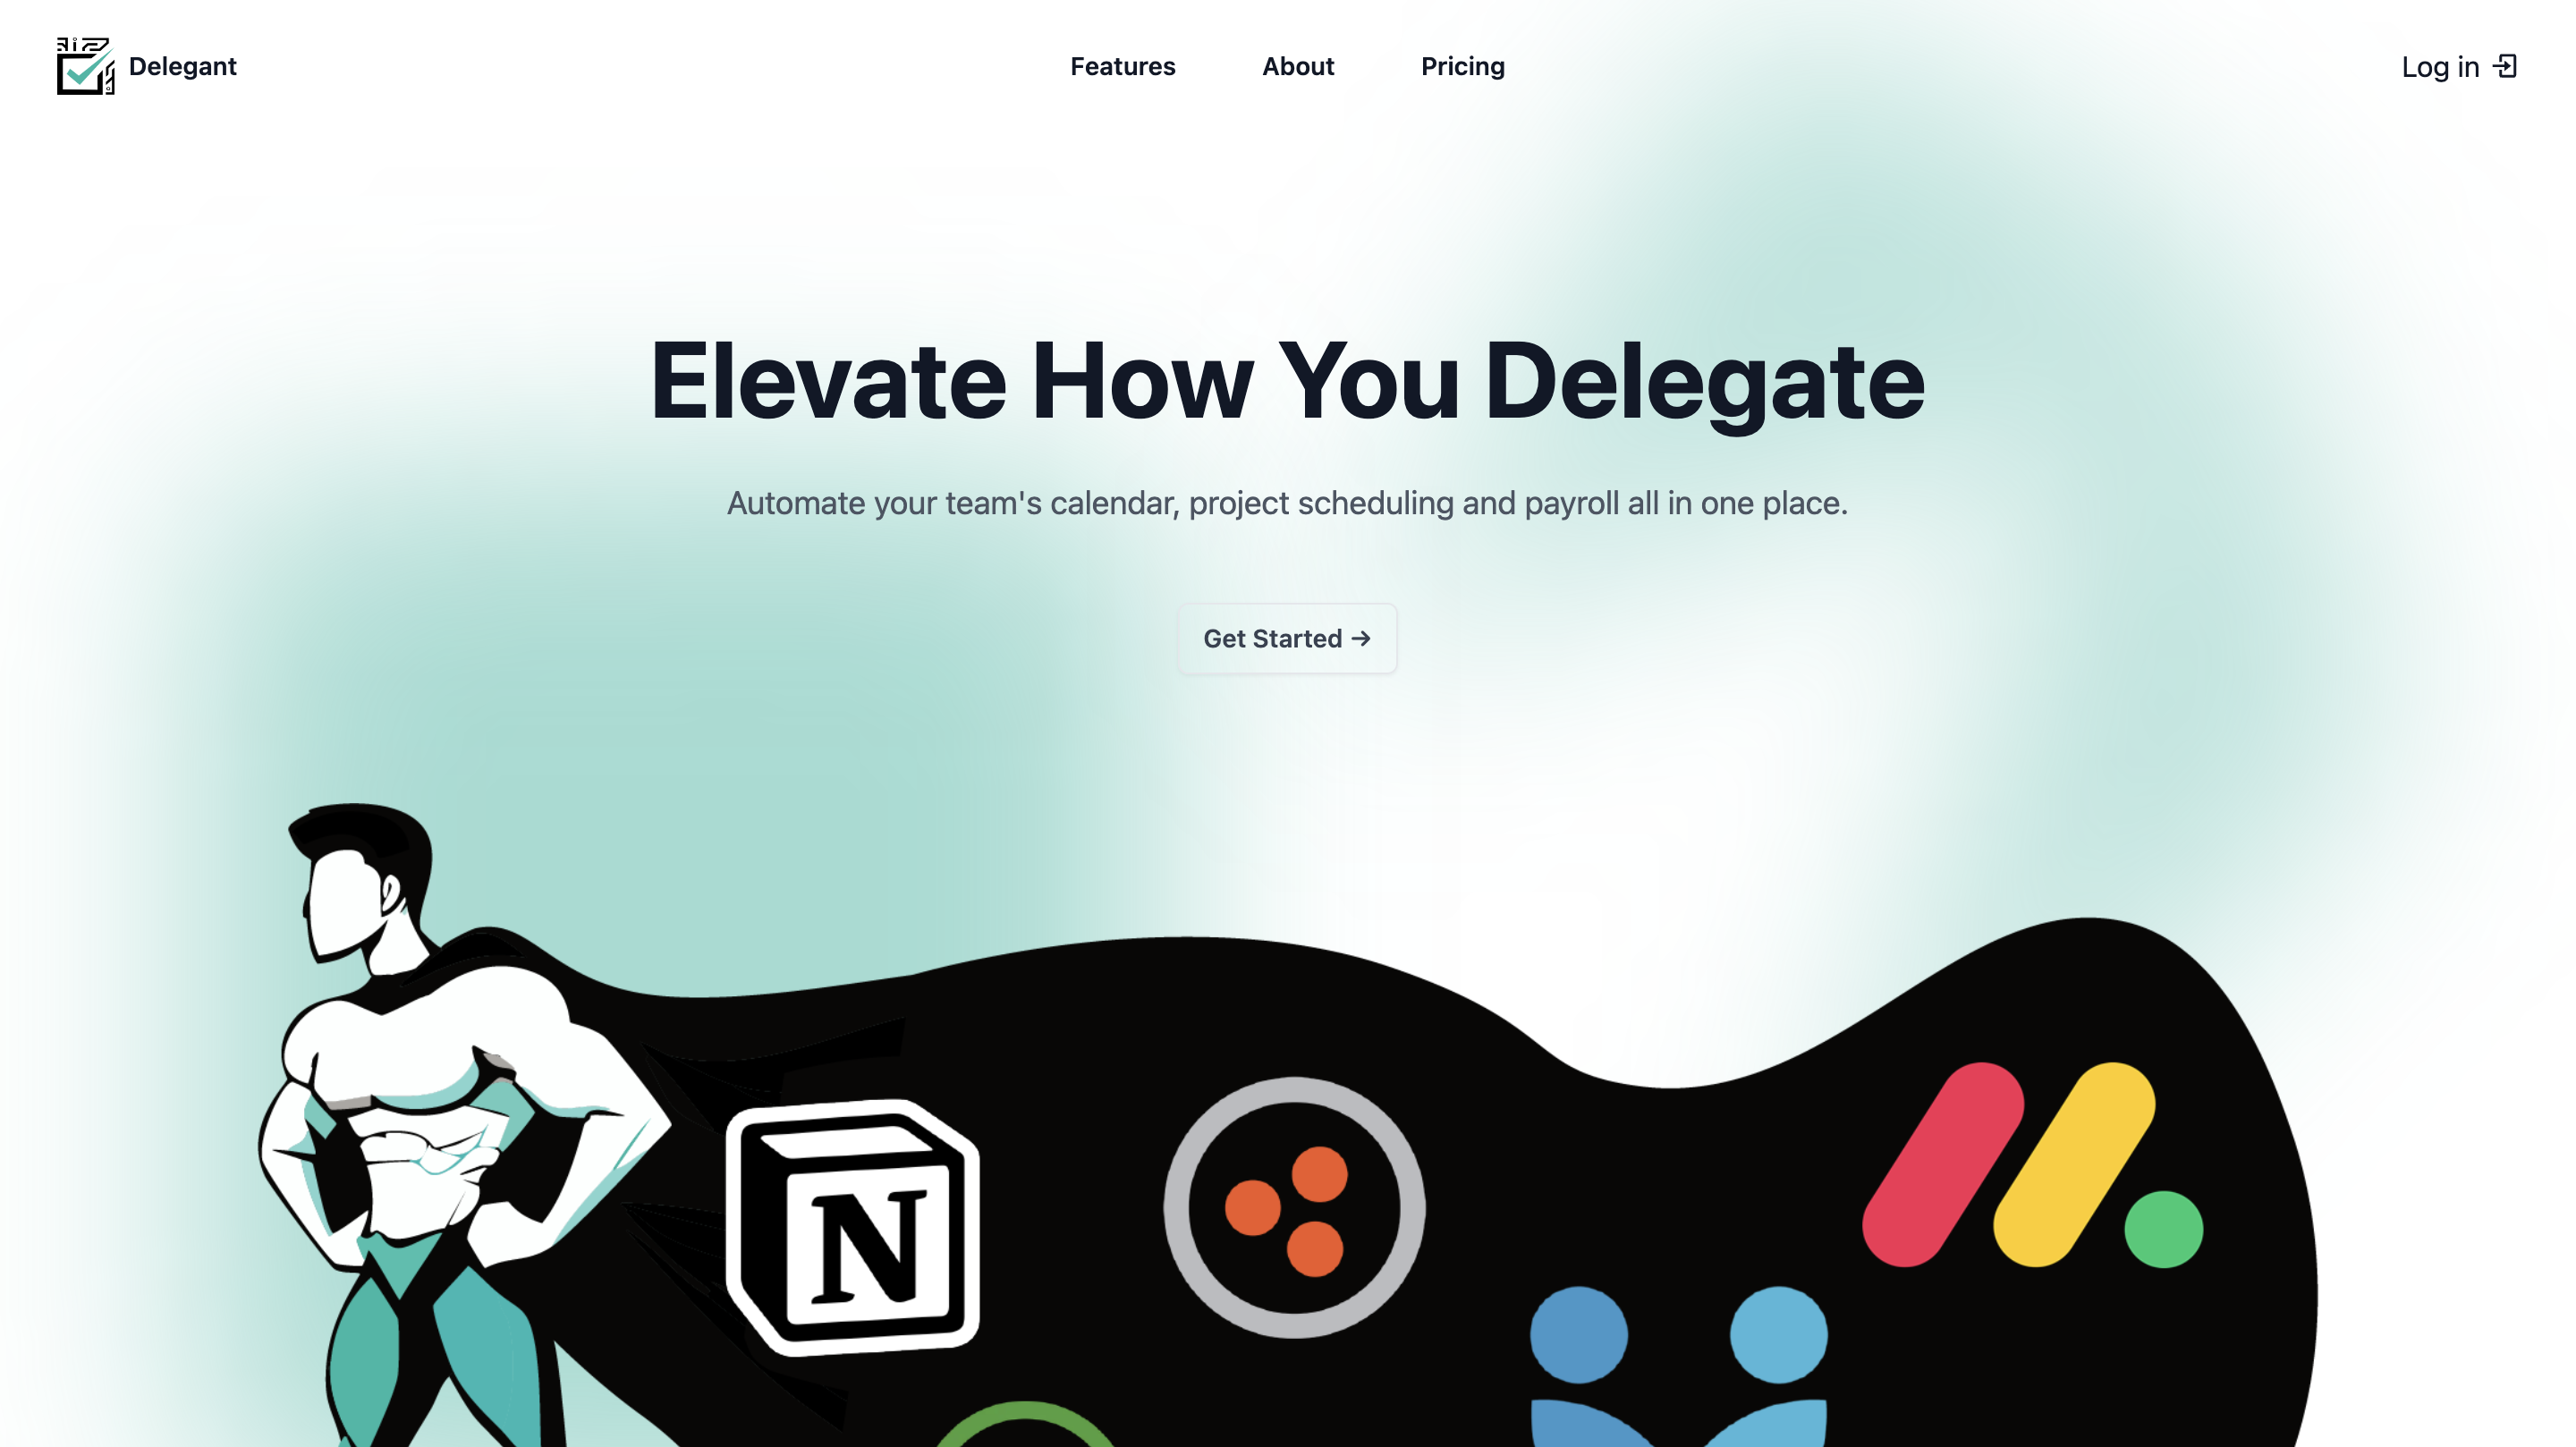 Delegant
Features
About
Pricing
Log in
Elevate How You Delegate
Automate your team's calendar, project scheduling and payroll all in one place.
Get Started →
N